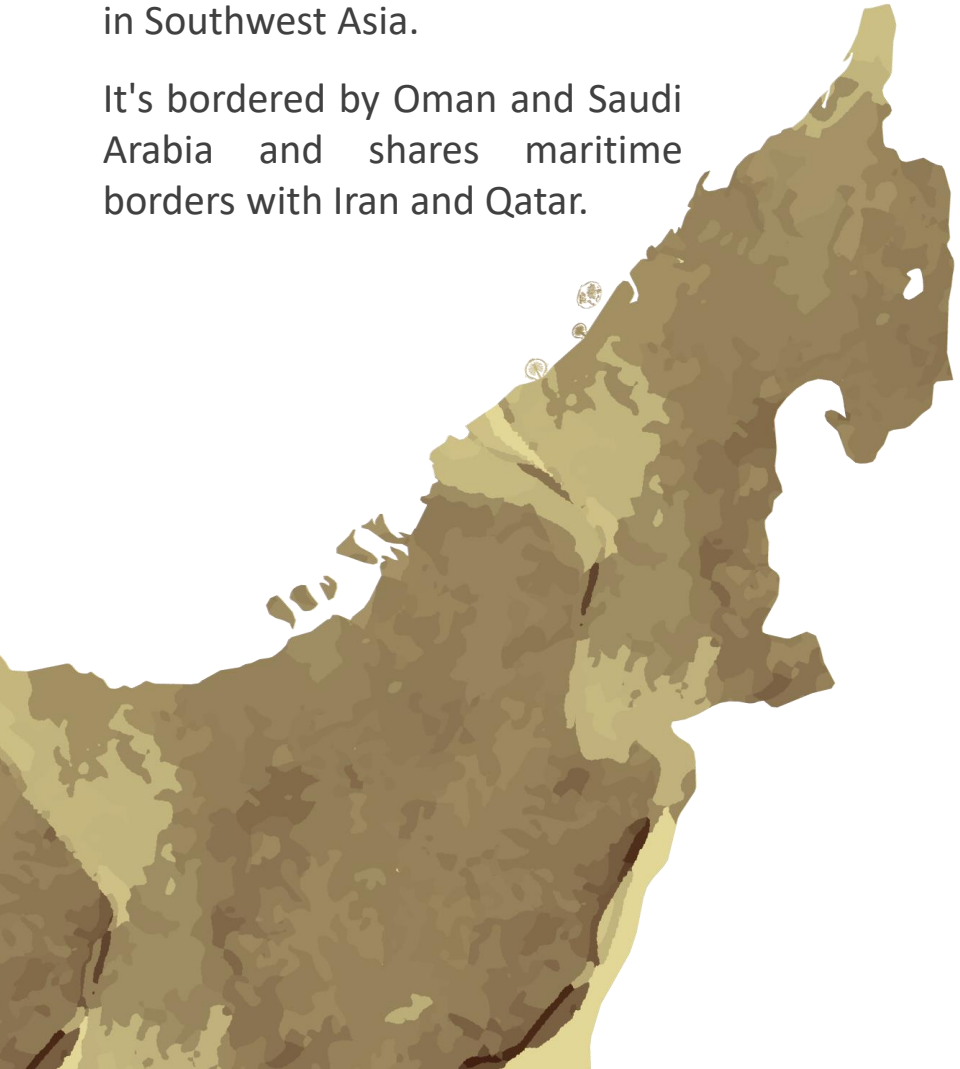 in Southwest Asia.
It's bordered by Oman and Saudi
Arabia and shares maritime
borders with Iran and Qatar.